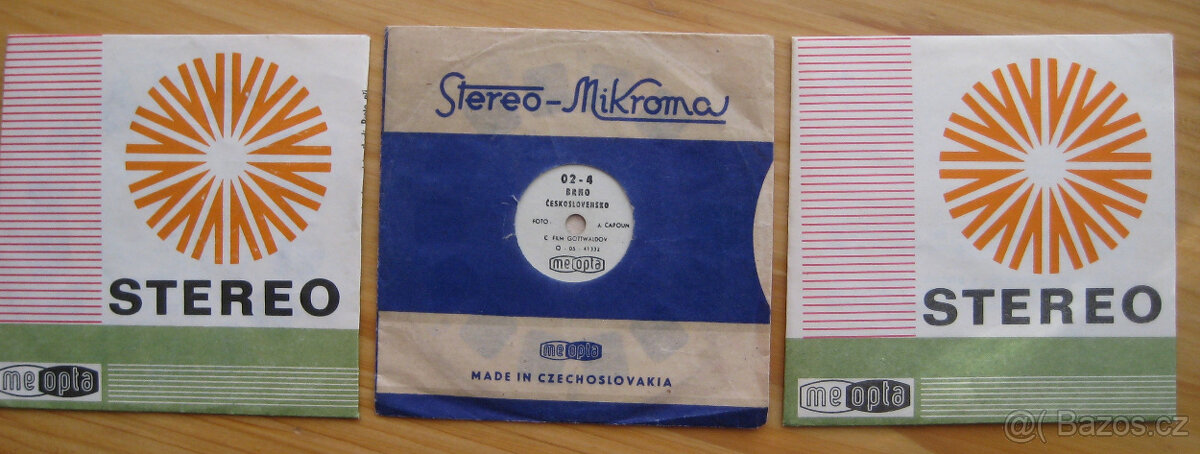 STEREO
meopta
Stereo-Mikroma
02-4
BRNO
ČESKOSLOVENSKO
FOTO A. CAPOUN
C. FILM GOTTWALDOV
meopta
meopta
MADE IN CZECHOSLOVAKIA
STEREO
meopta
@( Bazos.cz